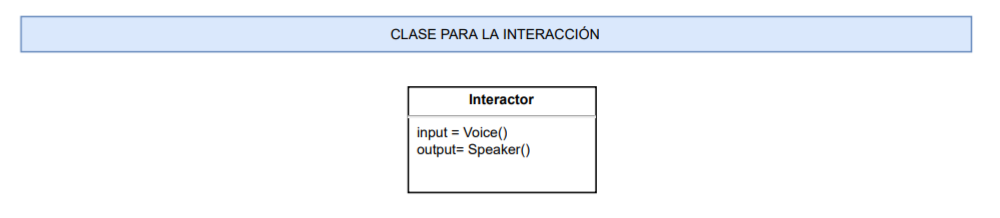 CLASE PARA LA INTERACCIÓN
Interactor
input = Voice()
output= Speaker()